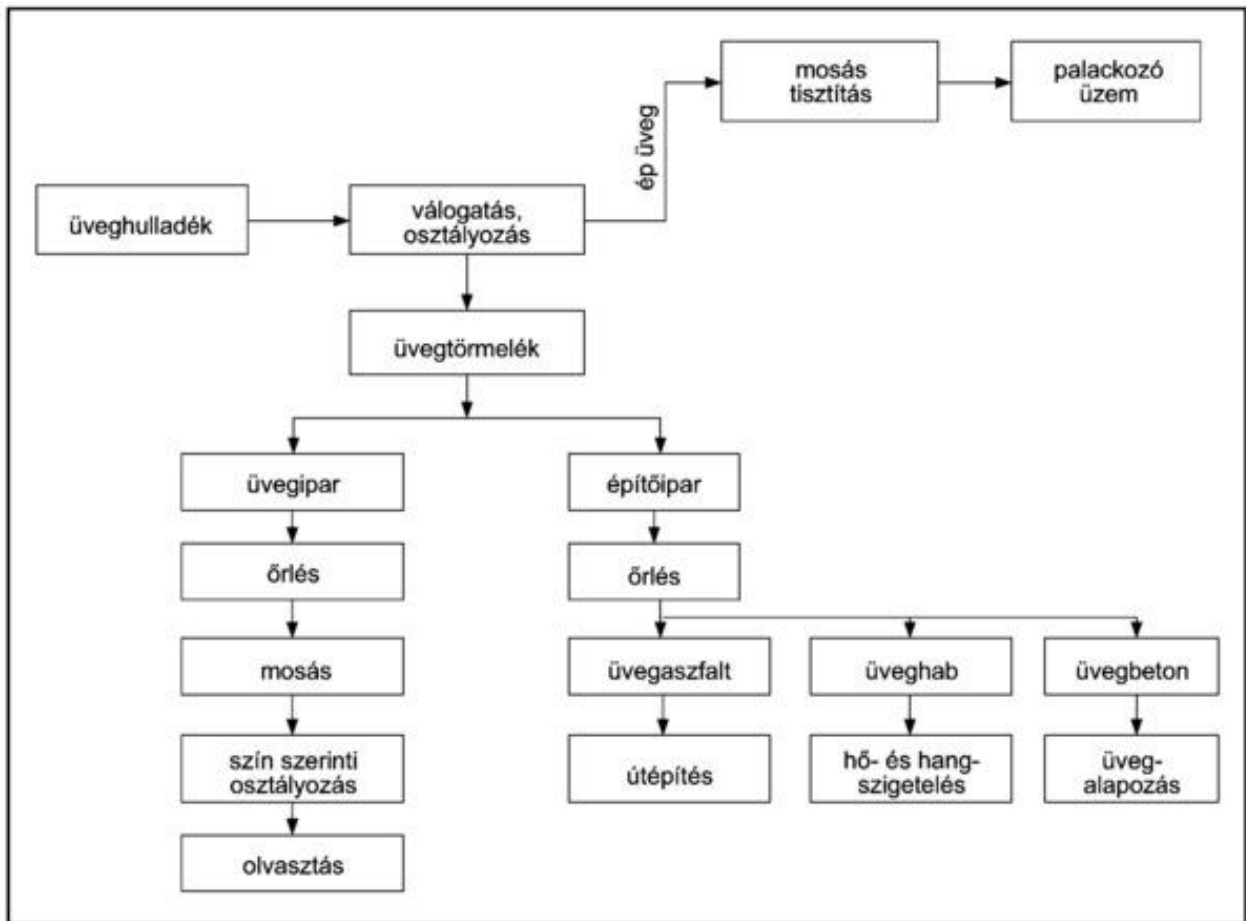 mosás
tisztítás
palackozó
üzem
ép üveg
üveghulladék
válogatás,
osztályozás
üvegtörmelék
üvegipar
építőipar
őrlés
őrlés
mosás
üvegaszfalt
üveghab
üvegbeton
szín szerinti
osztályozás
útépítés
hő- és hang-
szigetelés
üveg-
alapozás
olvasztás